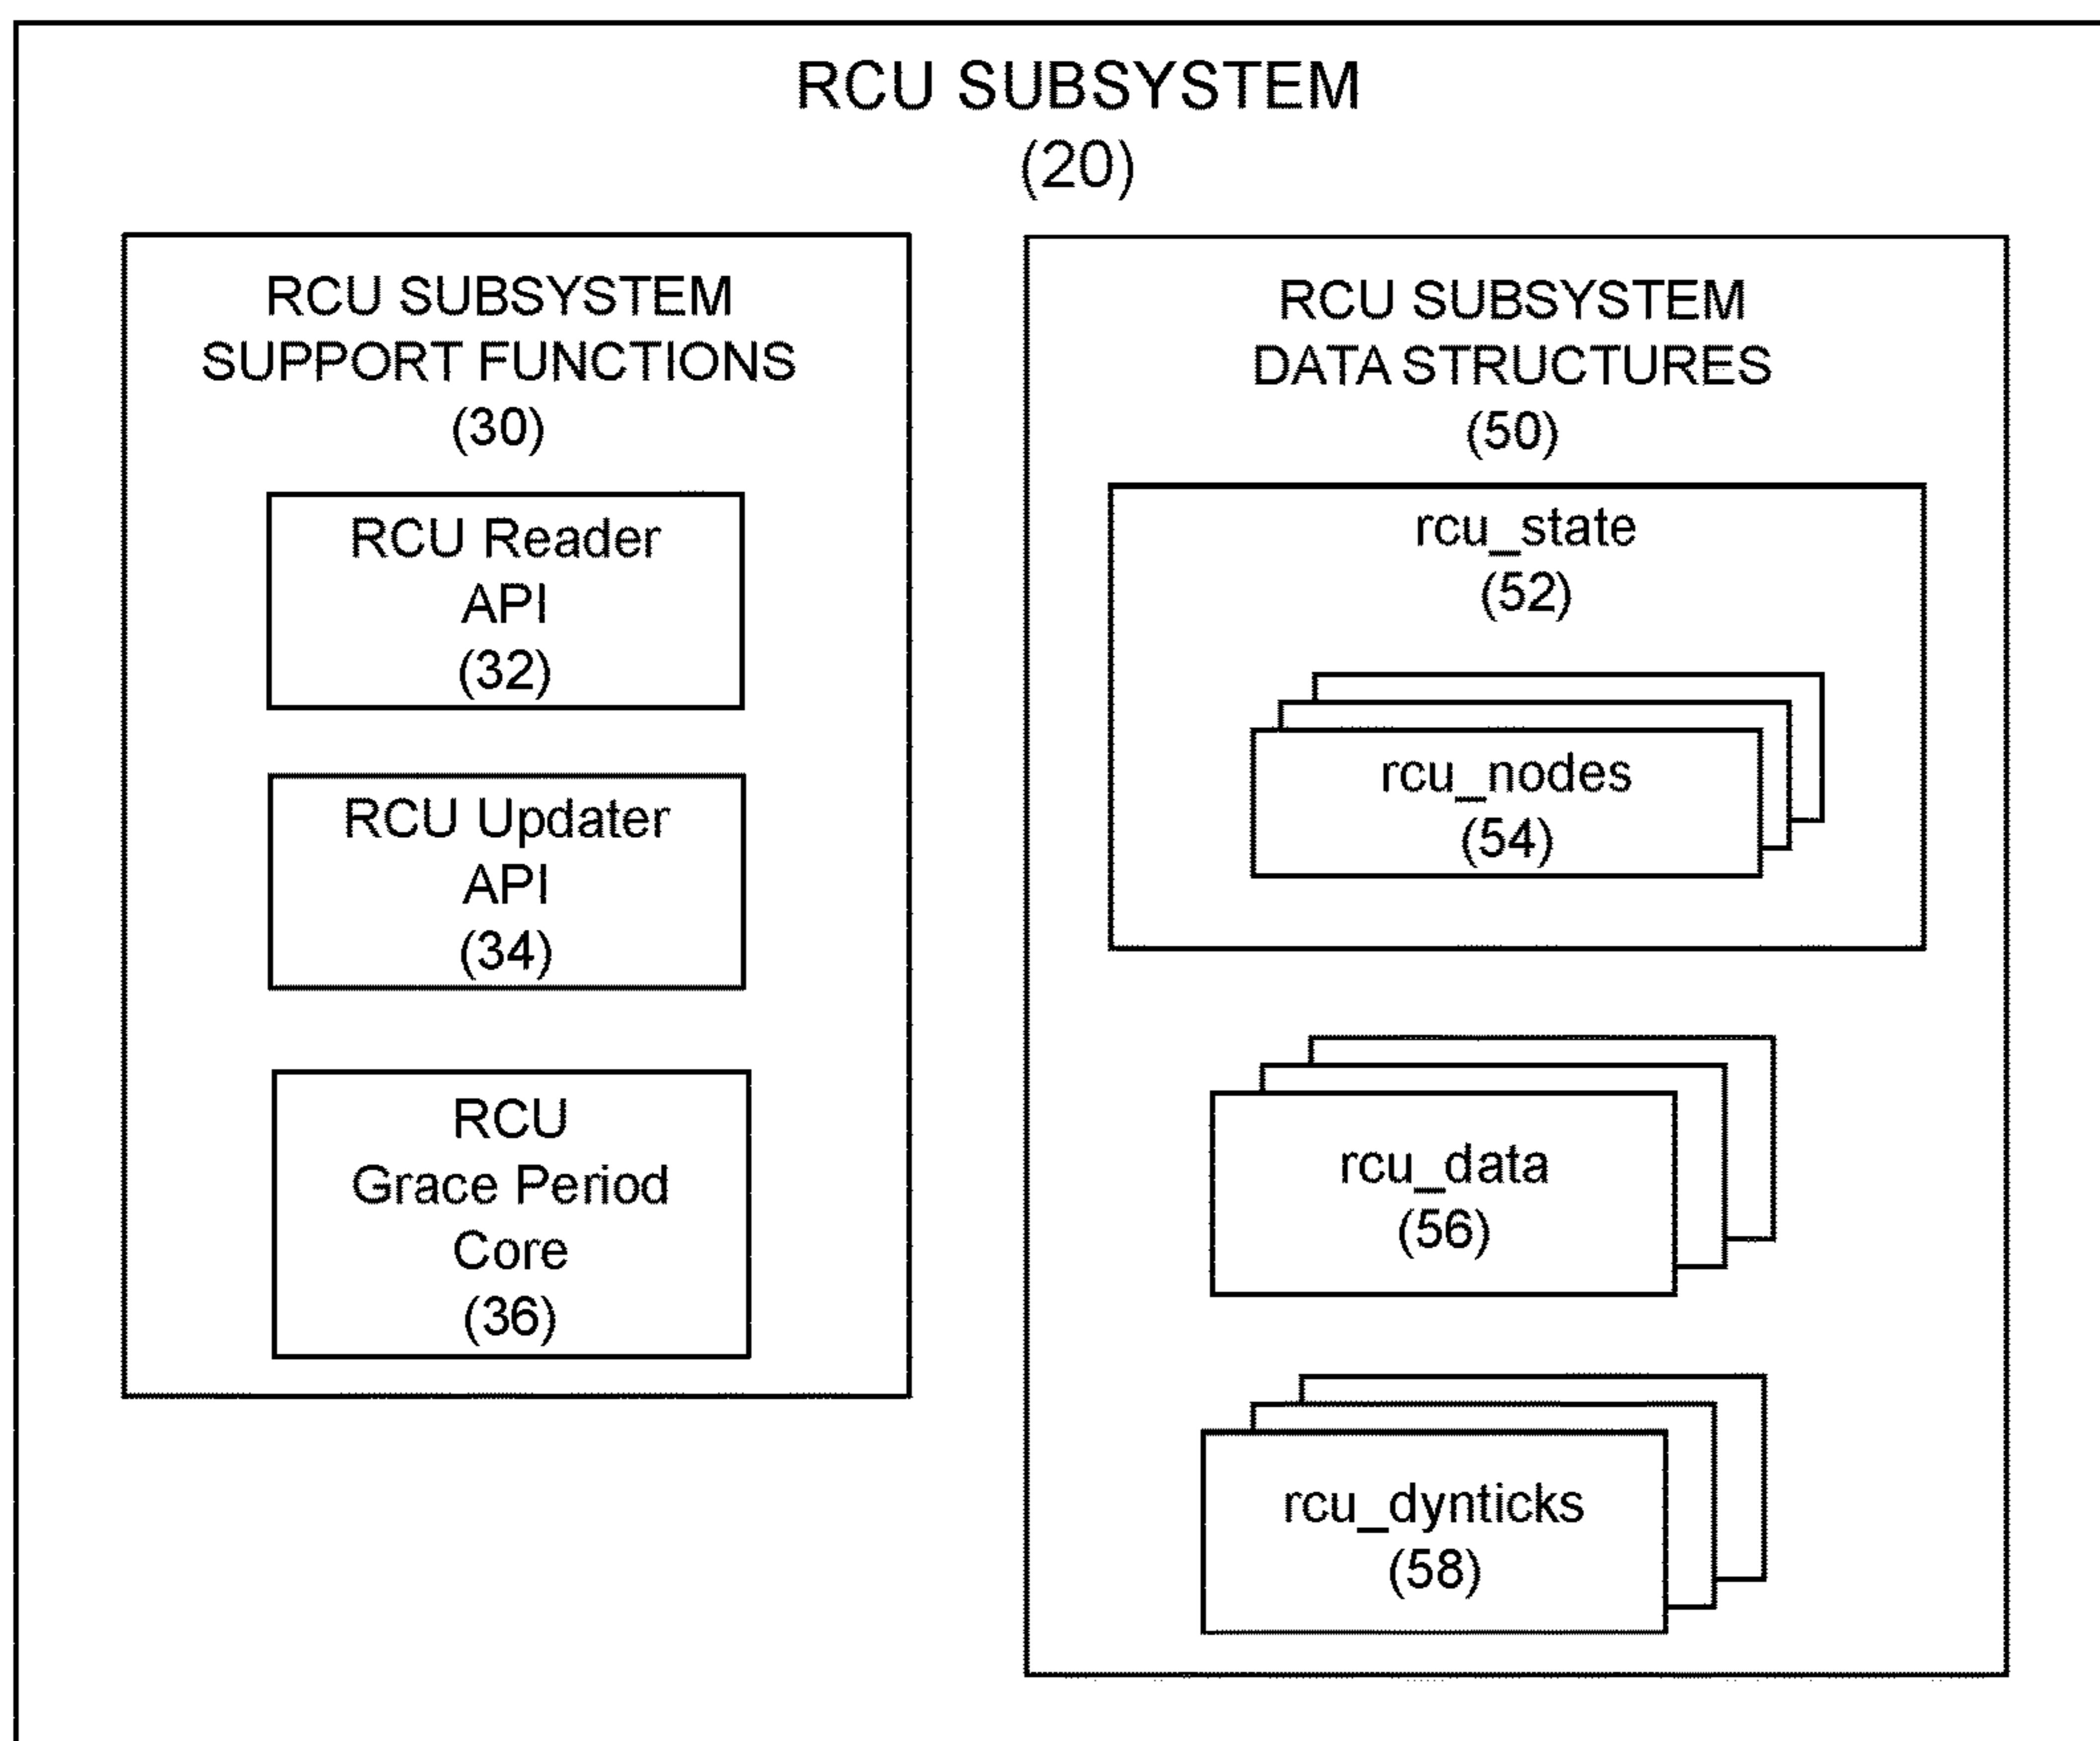 RCU SUBSYSTEM
(20)
RCU SUBSYSTEM
SUPPORT FUNCTIONS
(30)
RCU Reader
API
(32)
RCU Updater
API
(34)
RCU
Grace Period
Core
(36)
RCU SUBSYSTEM
DATA STRUCTURES
(50)
rcu_state
(52)
rcu_nodes
(54)
rcu_data
(56)
rcu_dynticks
(58)